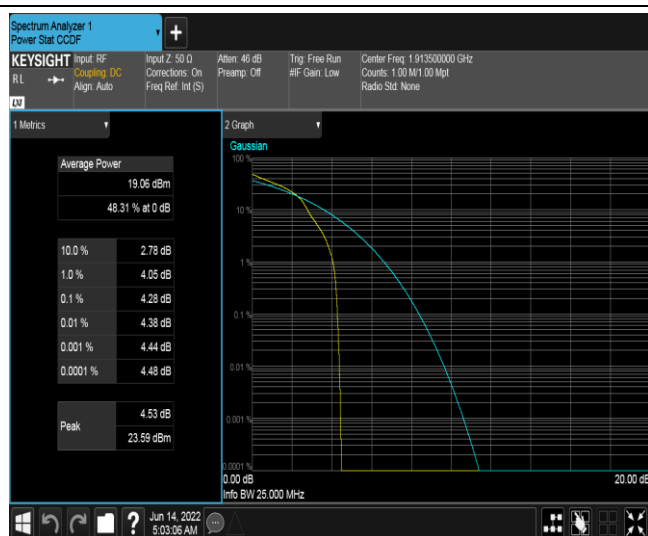 Spectrum Analyzer 1
Power Stat CCDF
+
KEYSIGHT
RL
LXI
Input: RF
Coupling: DC
Align: Auto
Input Z: 50 Ω
Corrections: On
Freq Ref: Int (S)
Atten: 46 dB
Preamp: Off
Trig: Free Run
#IF Gain: Low
Center Freq: 1.913500000 GHz
Counts: 1.00 M/1.00 Mpt
Radio Std: None
1 Metrics
Average Power
19.06 dBm
48.31 % at 0 dB
10.0 % 2.78 dB
1.0 % 4.05 dB
0.1 % 4.28 dB
0.01 % 4.38 dB
0.001 % 4.44 dB
0.0001 % 4.48 dB
Peak
4.53 dB
23.59 dBm
2 Graph
Gaussian
100 %
10 %
1 %
0.1 %
0.01 %
0.001 %
0.0001 %
0.00 dB 20.00 dB
Info BW 25.000 MHz
?
Jun 14, 2022
5:03:06 AM